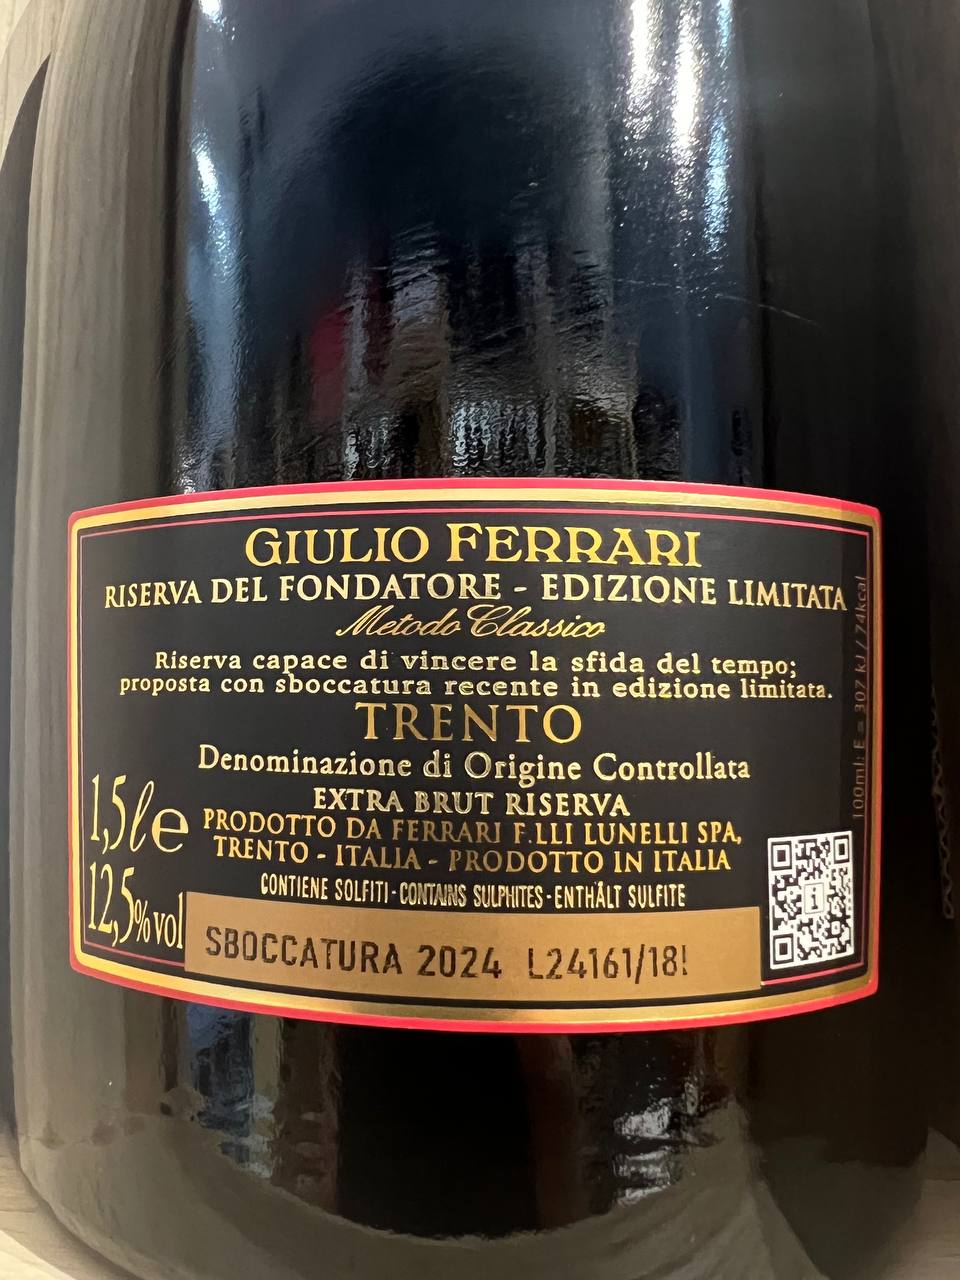 GIULIO FERRARI
RISERVA DEL FONDATORE - EDIZIONE LIMITATA
Metodo Classico
Riserva capace di vincere la sfida del tempo;
proposta con sboccatura recente in edizione limitata.
TRENTO
Denominazione di Origine Controllata
EXTRA BRUT RISERVA
PRODOTTO DA FERRARI F.LLI LUNELLI SPA,
TRENTO - ITALIA - PRODOTTO IN ITALIA
CONTIENE SOLFITI - CONTAINS SULPHITES - ENTHÄLT SULFITE
1,5 ℓ e
12,5% vol
SBOCCATURA 2024 L24161/18!
100ml: E = 307 kJ / 74kcal
i